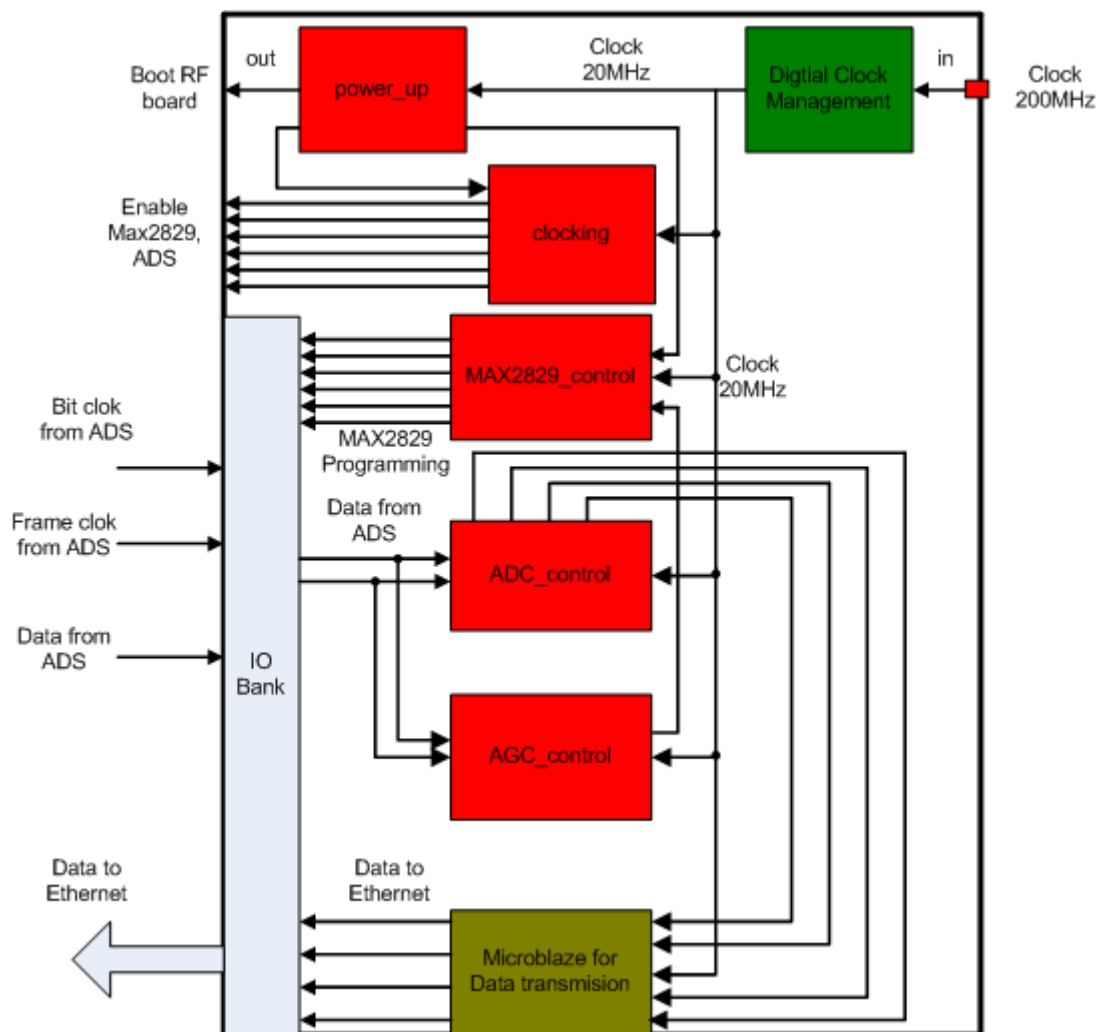 out
Clock
20MHz
in
Boot RF
board
power_up
Digtial Clock
Management
Clock
200MHz
Enable
Max2829,
ADS
clocking
MAX2829_control
Clock
20MHz
Bit clok
from ADS
MAX2829
Programming
Data from
ADS
Frame clok
from ADS
ADC_control
Data from
ADS
IO
Bank
AGC_control
Data to
Ethernet
Data to
Ethernet
Microblaze for
Data transmision